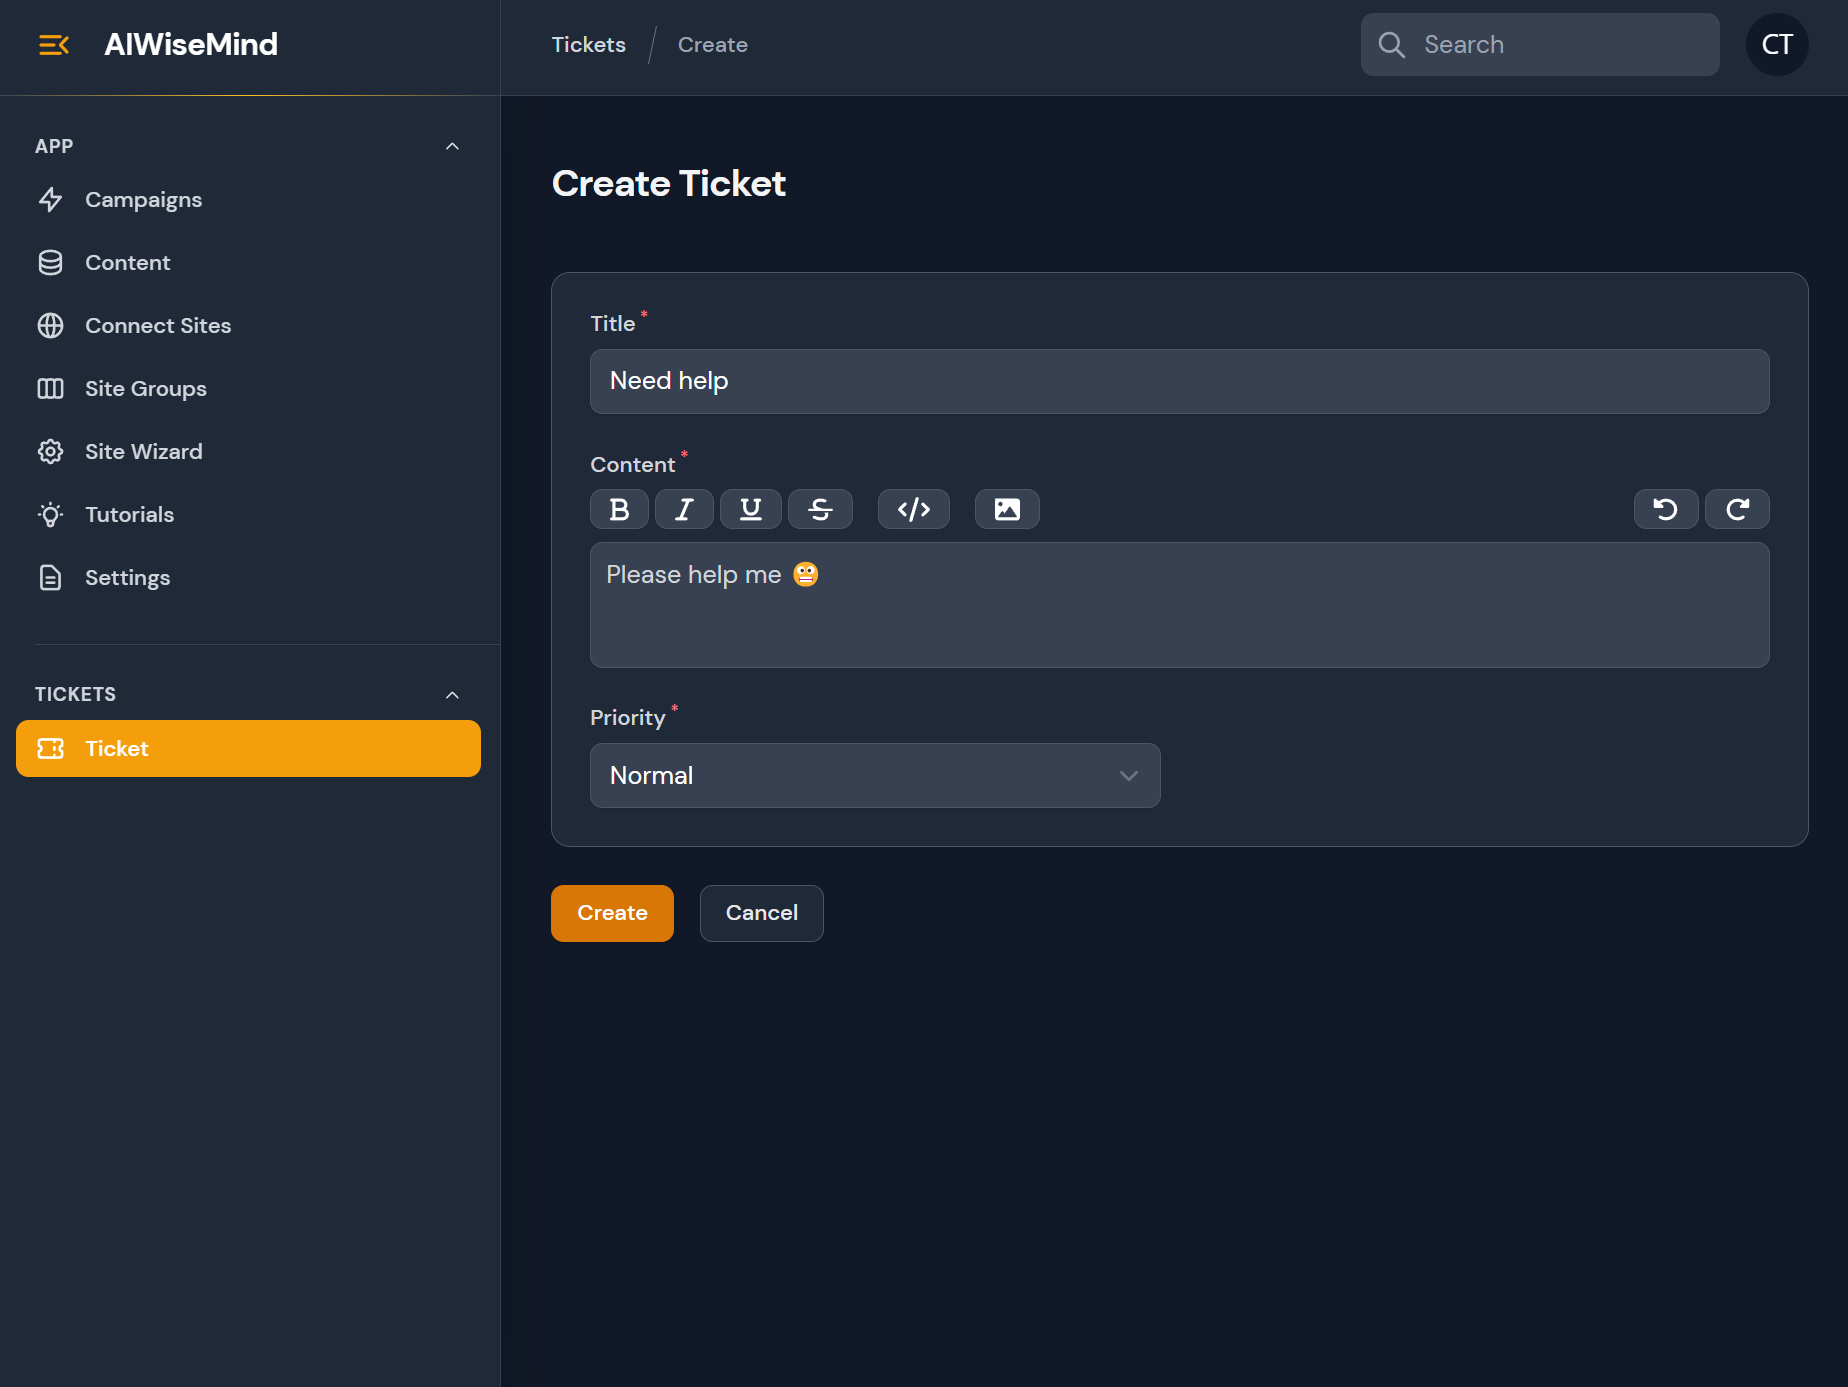 AIWiseMind
Tickets / Create
Search
CT
APP
Campaigns
Content
Connect Sites
Site Groups
Site Wizard
Tutorials
Settings
TICKETS
Ticket
Create Ticket
Title *
Need help
Content *
B I U S </>
Please help me 😬
Priority *
Normal
Create
Cancel